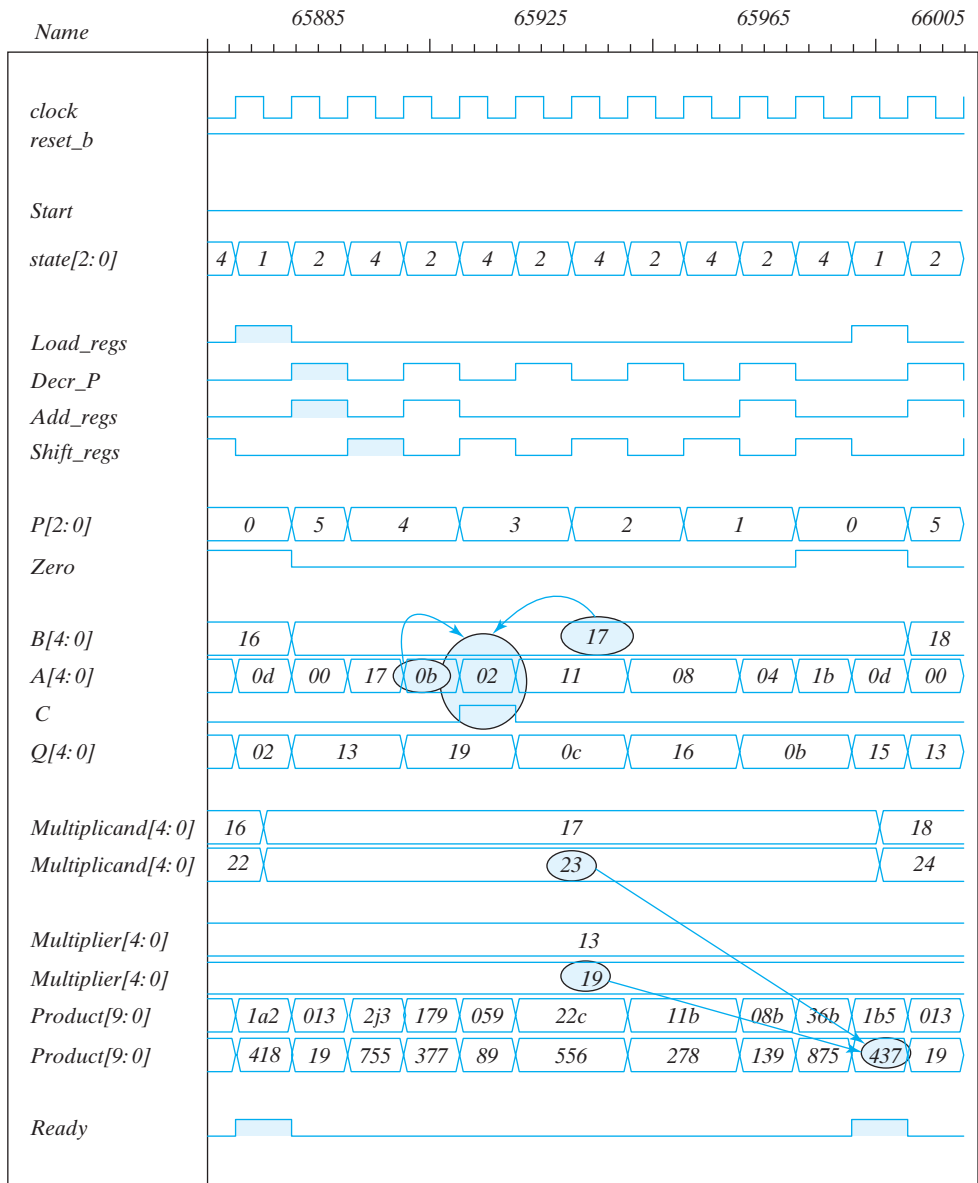 Name 65885 65925 65965 66005
clock
reset_b
Start
state[2:0] 4 1 2 4 2 4 2 4 2 4 2 4 1 2
Load_regs
Decr_P
Add_regs
Shift_regs
P[2:0] 0 5 4 3 2 1 0 5
Zero
B[4:0] 16 17 18
A[4:0] 0d 00 17 0b 02 11 08 04 1b 0d 00
C
Q[4:0] 02 13 19 0c 16 0b 15 13
Multiplicand[4:0] 16 17 18
Multiplicand[4:0] 22 23 24
Multiplier[4:0] 13
Multiplier[4:0] 19
Product[9:0] 1a2 013 2j3 179 059 22c 11b 08b 36b 1b5 013
Product[9:0] 418 19 755 377 89 556 278 139 875 437 19
Ready